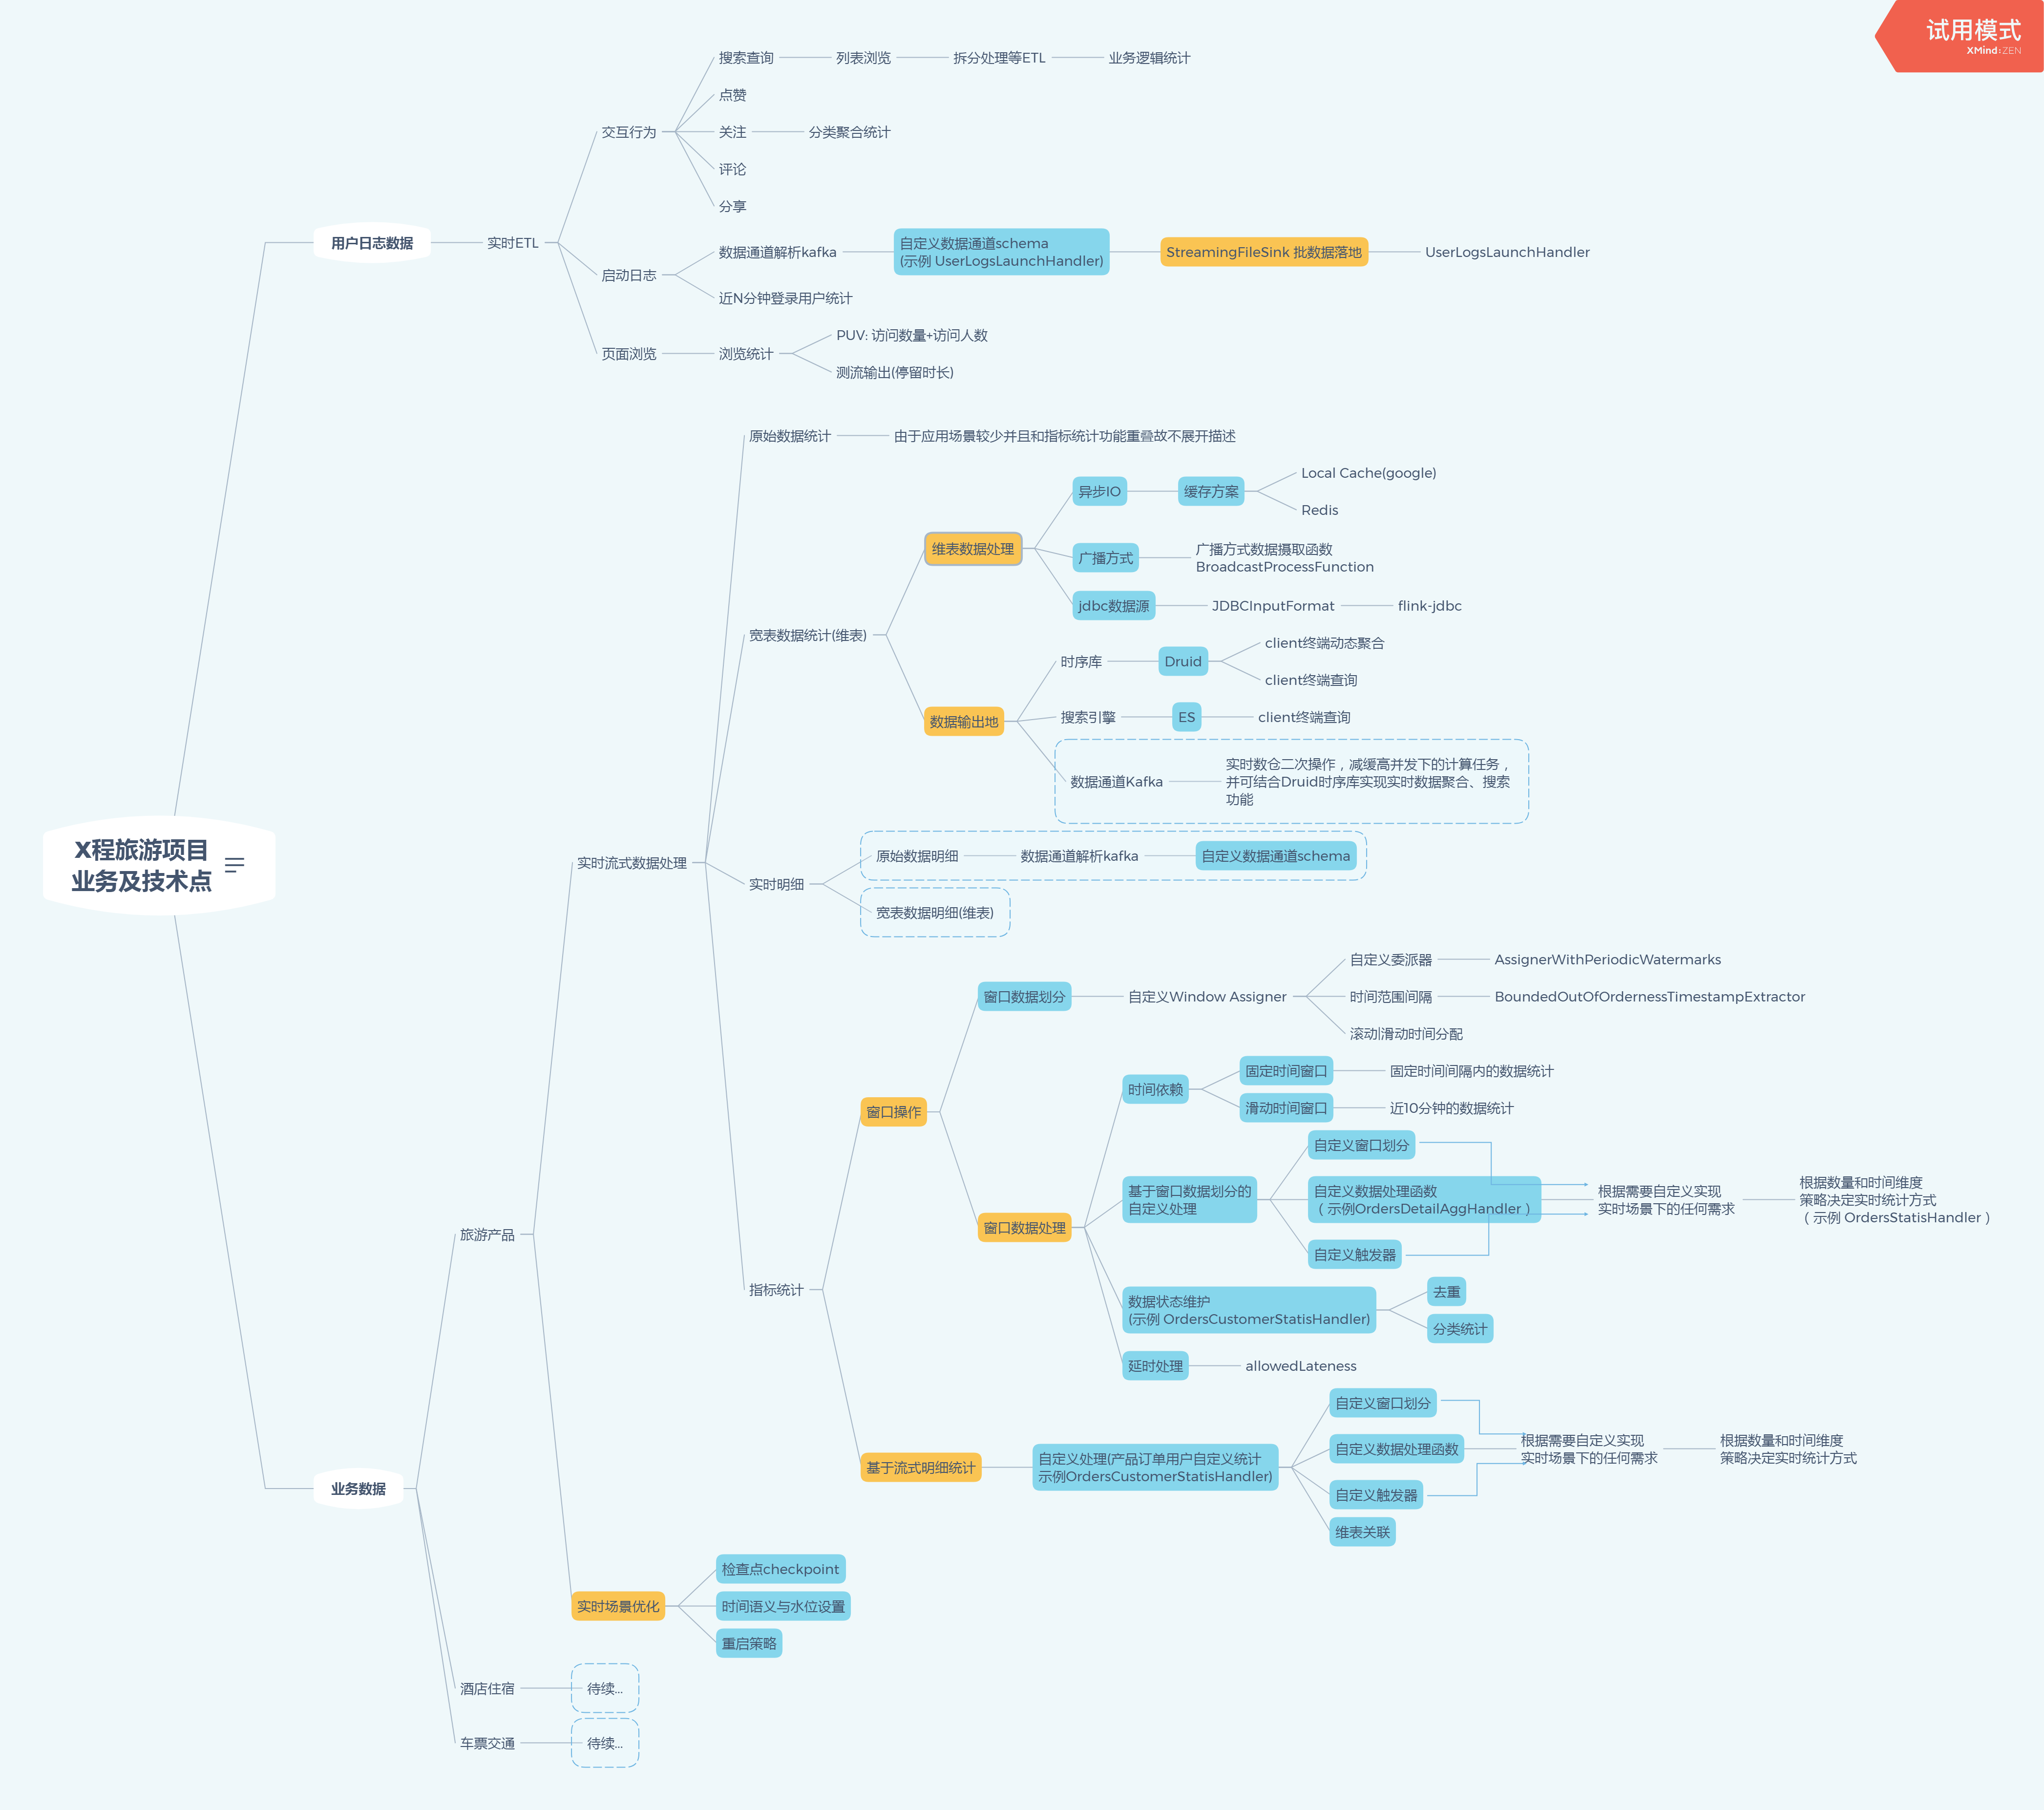 试用模式
XMind:ZEN
X程旅游项目
业务及技术点
用户日志数据
实时ETL
交互行为
搜索查询
列表浏览
拆分处理等ETL
业务逻辑统计
点赞
关注
分类聚合统计
评论
分享
启动日志
数据通道解析kafka
自定义数据通道schema
(示例 UserLogsLaunchHandler)
StreamingFileSink 批数据落地
UserLogsLaunchHandler
近N分钟登录用户统计
页面浏览
浏览统计
PUV: 访问数量+访问人数
测流输出(停留时长)
业务数据
旅游产品
实时流式数据处理
原始数据统计
由于应用场景较少并且和指标统计功能重叠故不展开描述
宽表数据统计(维表)
维表数据处理
异步IO
缓存方案
Local Cache(google)
Redis
广播方式
广播方式数据摄取函数
BroadcastProcessFunction
jdbc数据源
JDBCInputFormat
flink-jdbc
数据输出地
时序库
Druid
client终端动态聚合
client终端查询
搜索引擎
ES
client终端查询
数据通道Kafka
实时数仓二次操作，减缓高并发下的计算任务，
并可结合Druid时序库实现实时数据聚合、搜索
功能
实时明细
原始数据明细
数据通道解析kafka
自定义数据通道schema
宽表数据明细(维表)
指标统计
窗口操作
窗口数据划分
自定义Window Assigner
自定义委派器
AssignerWithPeriodicWatermarks
时间范围间隔
BoundedOutOfOrdernessTimestampExtractor
滚动|滑动时间分配
窗口数据处理
时间依赖
固定时间窗口
固定时间间隔内的数据统计
滑动时间窗口
近10分钟的数据统计
基于窗口数据划分的
自定义处理
自定义窗口划分
自定义数据处理函数
（示例OrdersDetailAggHandler）
自定义触发器
根据需要自定义实现
实时场景下的任何需求
根据数量和时间维度
策略决定实时统计方式
（示例 OrdersStatisHandler）
数据状态维护
(示例 OrdersCustomerStatisHandler)
去重
分类统计
延时处理
allowedLateness
基于流式明细统计
自定义处理(产品订单用户自定义统计
示例OrdersCustomerStatisHandler)
自定义窗口划分
自定义数据处理函数
自定义触发器
维表关联
根据需要自定义实现
实时场景下的任何需求
根据数量和时间维度
策略决定实时统计方式
实时场景优化
检查点checkpoint
时间语义与水位设置
重启策略
酒店住宿
待续...
车票交通
待续...